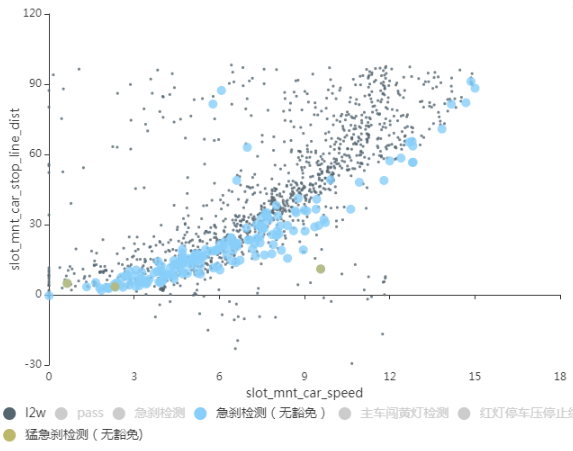 120
90
60
30
0
-30
slot_mnt_car_stop_line_dist
0 3 6 9 12 15 18
slot_mnt_car_speed
l2w pass 急刹检测 急刹检测（无豁免） 主车闯黄灯检测 红灯停车压停止线
猛急刹检测（无豁免)